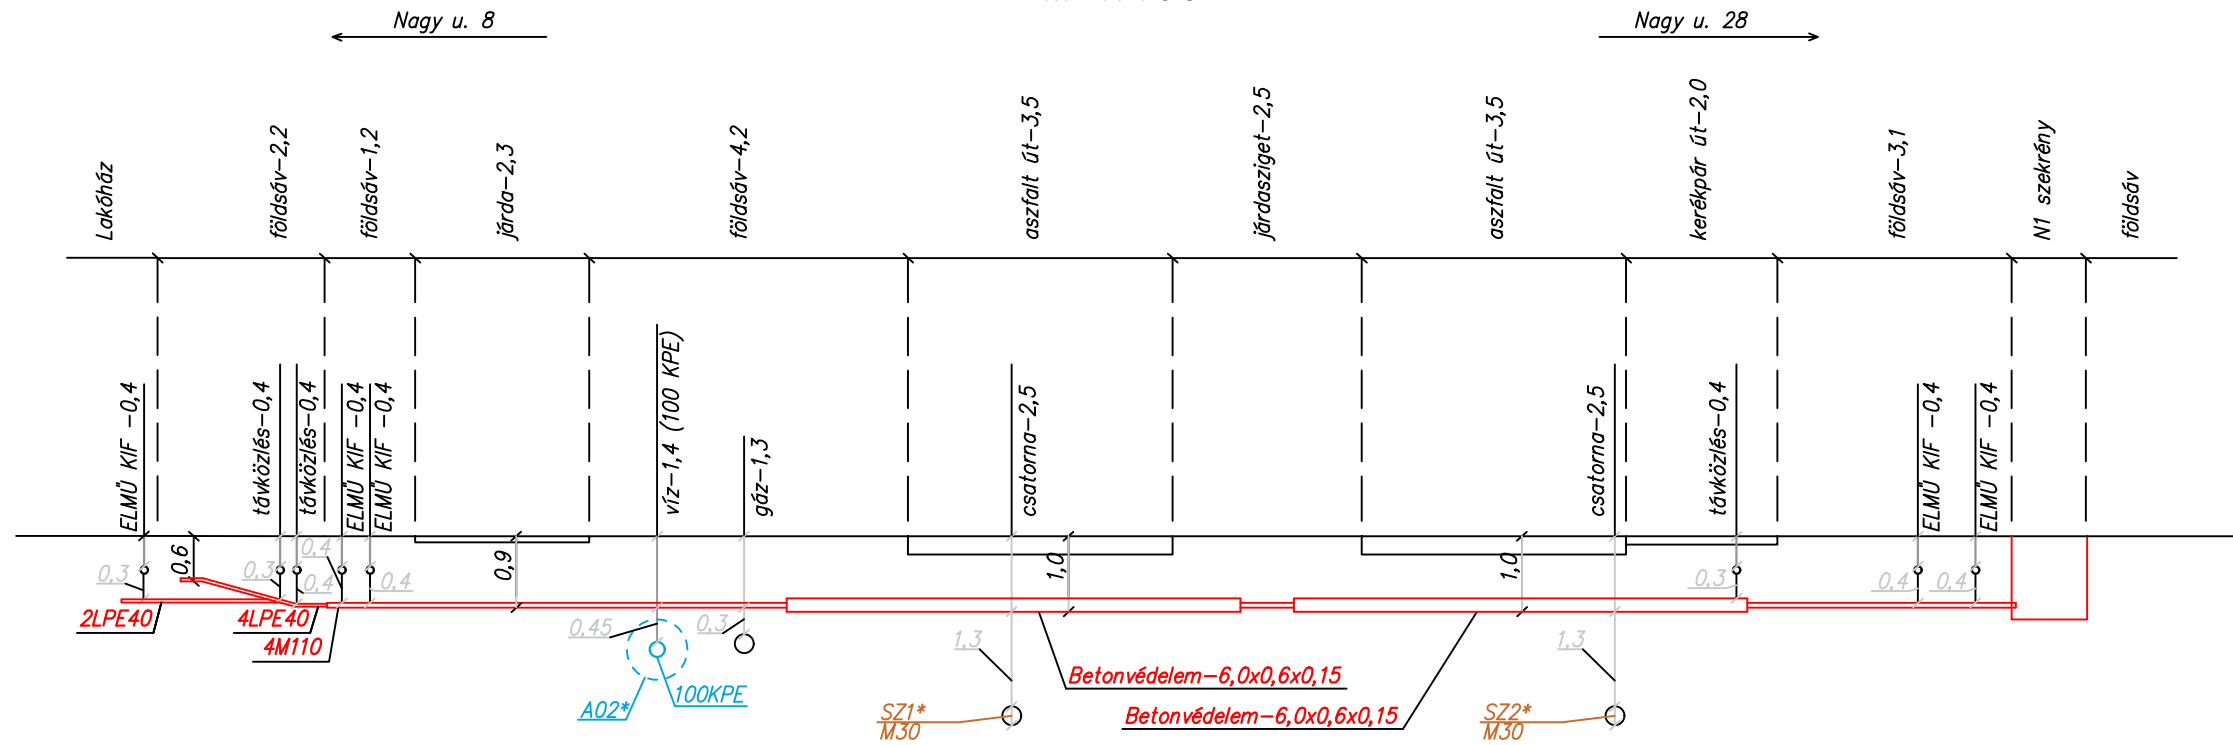 Nagy u. 8
Nagy u. 28
Lakóház
földsáv-2,2
földsáv-1,2
járda-2,3
földsáv-4,2
aszfalt út-3,5
járdasziget-2,5
aszfalt út-3,5
kerékpár út-2,0
földsáv-3,1
N1 szekrény
földsáv
ELMŰ KIF -0,4
távközlés-0,4
távközlés-0,4
ELMŰ KIF -0,4
ELMŰ KIF -0,4
víz-1,4 (100 KPE)
gáz-1,3
csatorna-2,5
csatorna-2,5
távközlés-0,4
ELMŰ KIF -0,4
ELMŰ KIF -0,4
0,3
0,6
0,3
0,4
0,4
0,4
0,9
1,0
1,0
0,3
0,4
0,4
2LPE40
4LPE40
4M110
0,45
0,3
1,3
1,3
Betonvédelem-6,0x0,6x0,15
Betonvédelem-6,0x0,6x0,15
A02*
100KPE
SZ1*
M30
SZ2*
M30